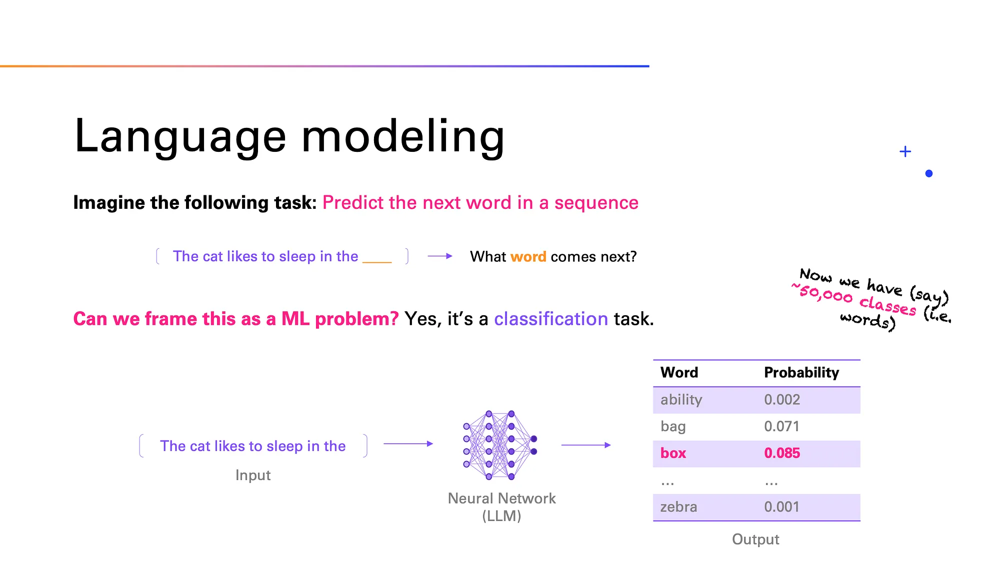 Language modeling
Imagine the following task: Predict the next word in a sequence
The cat likes to sleep in the ____
What word comes next?
Now we have (say)
~50,000 classes (i.e.
words)
Can we frame this as a ML problem? Yes, it’s a classification task.
The cat likes to sleep in the
Input
Neural Network
(LLM)
Word Probability
ability 0.002
bag 0.071
box 0.085
... ...
zebra 0.001
Output